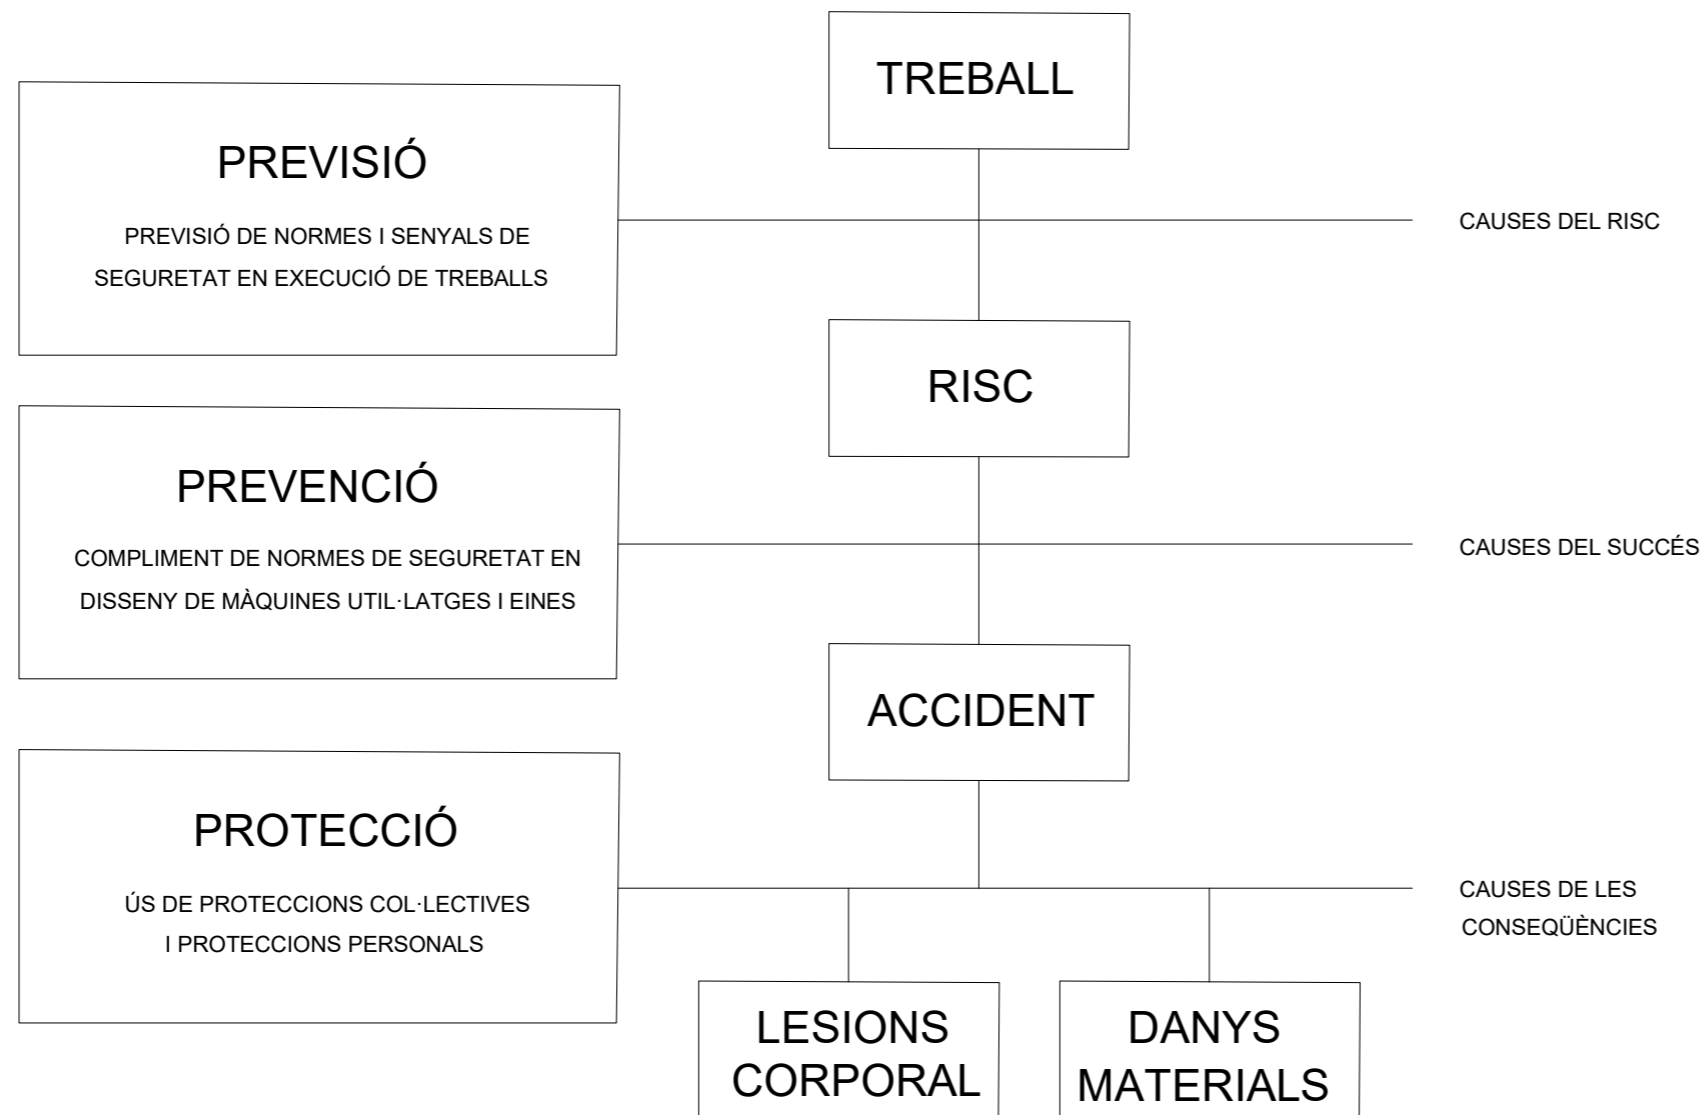 TREBALL
PREVISIÓ
PREVISIÓ DE NORMES I SENYALS DE
SEGURETAT EN EXECUCIÓ DE TREBALLS
CAUSES DEL RISC
RISC
PREVENCIÓ
COMPLIMENT DE NORMES DE SEGURETAT EN
DISSENY DE MÀQUINES UTIL·LATGES I EINES
CAUSES DEL SUCCÉS
ACCIDENT
PROTECCIÓ
ÚS DE PROTECCIONS COL·LECTIVES
I PROTECCIONS PERSONALS
CAUSES DE LES
CONSEQÜÈNCIES
LESIONS
CORPORAL
DANYS
MATERIALS